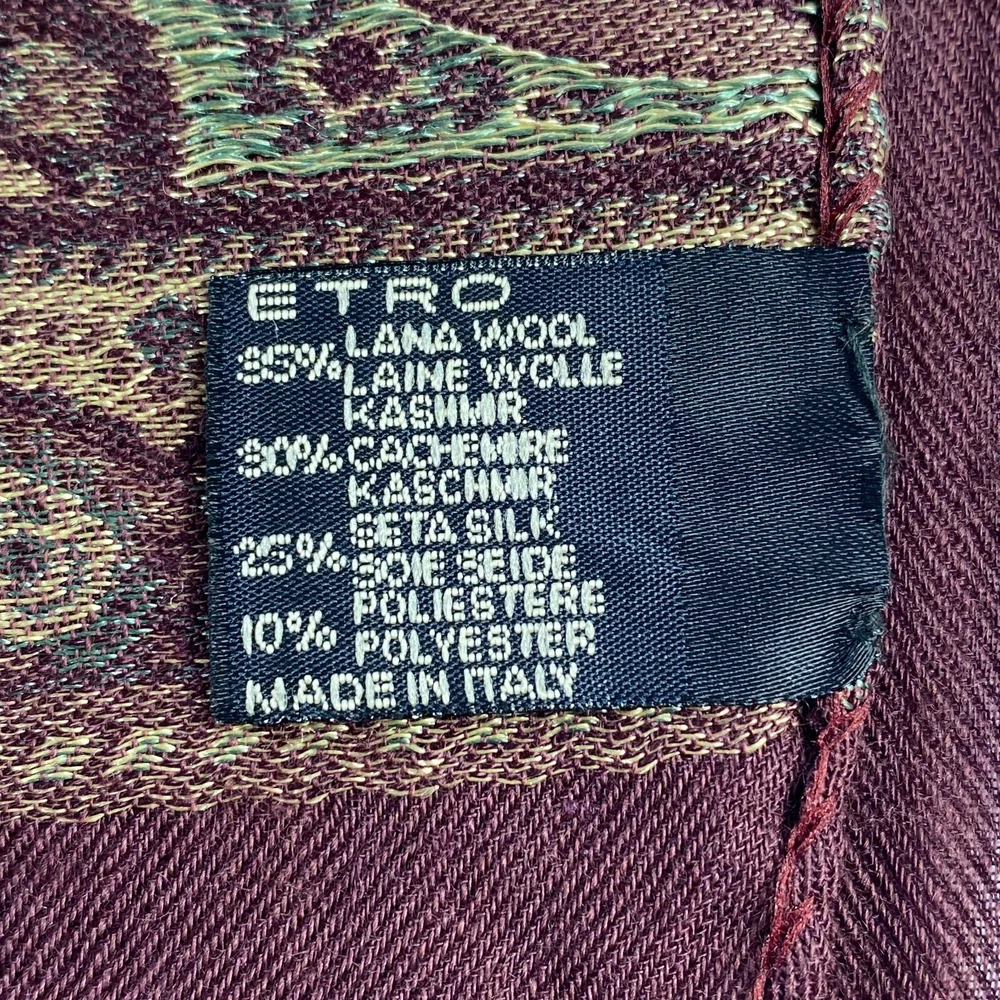 ETRO
LANA WOOL
35% LAINE WOLLE
KASHMIR
30% CACHEMIRE
KASCHMIR
SETA SILK
25% SOIE SEIDE
POLIESTERE
10% POLYESTER
MADE IN ITALY